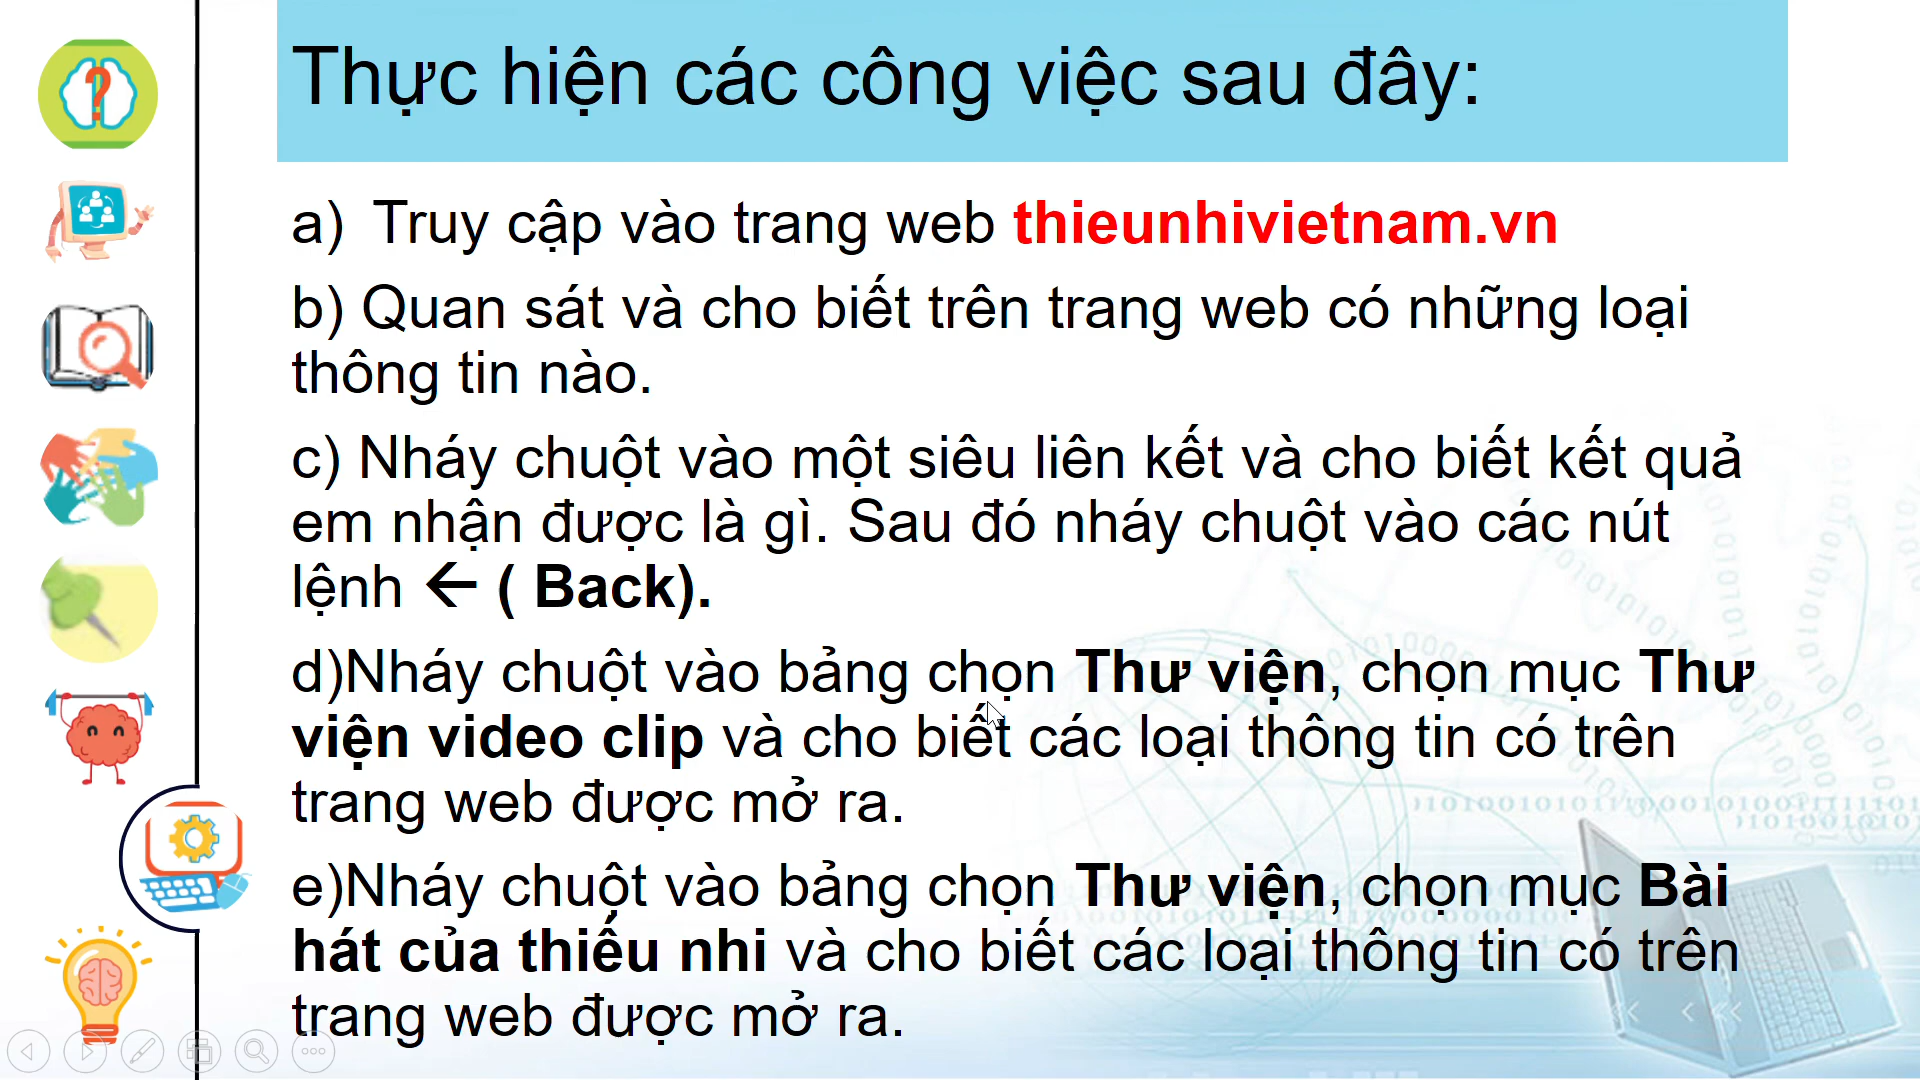 Thực hiện các công việc sau đây:
a) Truy cập vào trang web thieunhivietnam.vn
b) Quan sát và cho biết trên trang web có những loại
thông tin nào.
c) Nháy chuột vào một siêu liên kết và cho biết kết quả
em nhận được là gì. Sau đó nháy chuột vào các nút
lệnh ← ( Back).
d)Nháy chuột vào bảng chọn Thư viện, chọn mục Thư
viện video clip và cho biết các loại thông tin có trên
trang web được mở ra.
e)Nháy chuột vào bảng chọn Thư viện, chọn mục Bài
hát của thiếu nhi và cho biết các loại thông tin có trên
trang web được mở ra.